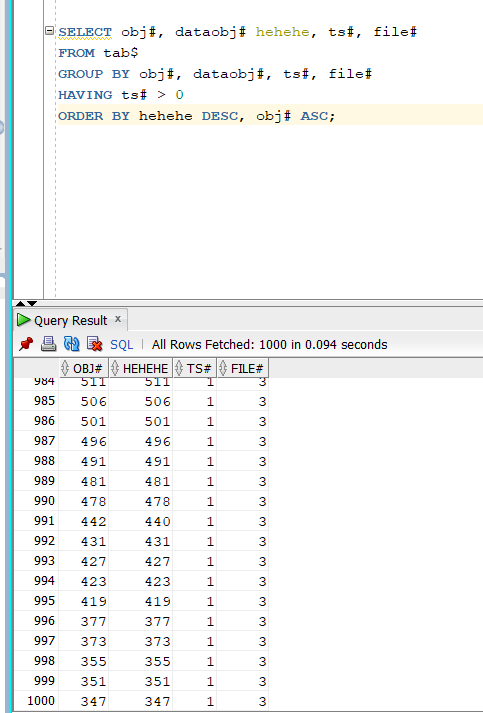 SELECT obj#, dataobj# hehehe, ts#, file#
FROM tab$
GROUP BY obj#, dataobj#, ts#, file#
HAVING ts# > 0
ORDER BY hehehe DESC, obj# ASC;
Query Result x
SQL | All Rows Fetched: 1000 in 0.094 seconds
OBJ# HEHEHE TS# FILE#
984 511 511 1 3
985 506 506 1 3
986 501 501 1 3
987 496 496 1 3
988 491 491 1 3
989 481 481 1 3
990 478 478 1 3
991 442 440 1 3
992 431 431 1 3
993 427 427 1 3
994 423 423 1 3
995 419 419 1 3
996 377 377 1 3
997 373 373 1 3
998 355 355 1 3
999 351 351 1 3
1000 347 347 1 3